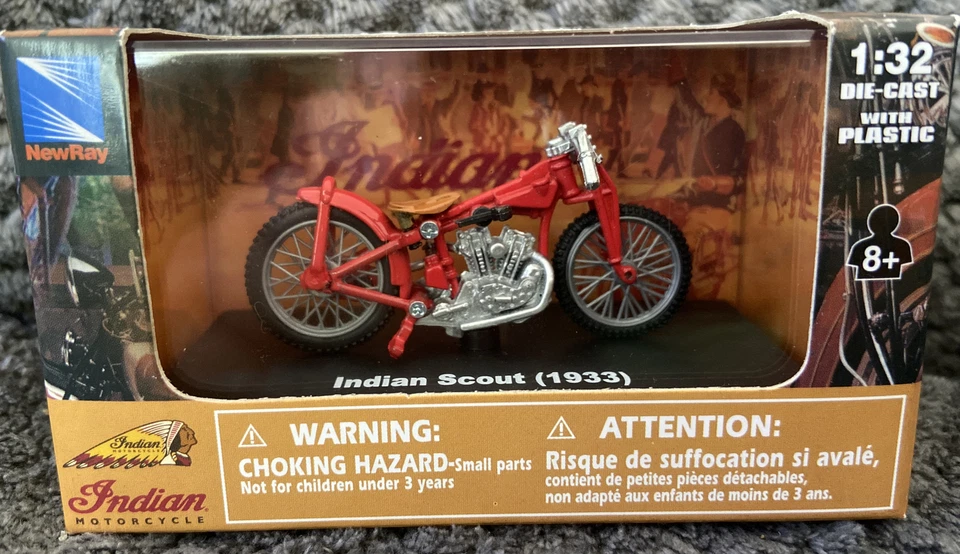 NewRay
1:32
DIE-CAST
WITH
PLASTIC
8+
Indian
Indian Scout (1933)
Indian
MOTORCYCLE
Indian
MOTORCYCLE
WARNING:
CHOKING HAZARD-Small parts
Not for children under 3 years
ATTENTION:
Risque de suffocation si avalé,
contient de petites pièces détachables,
non adapté aux enfants de moins de 3 ans.